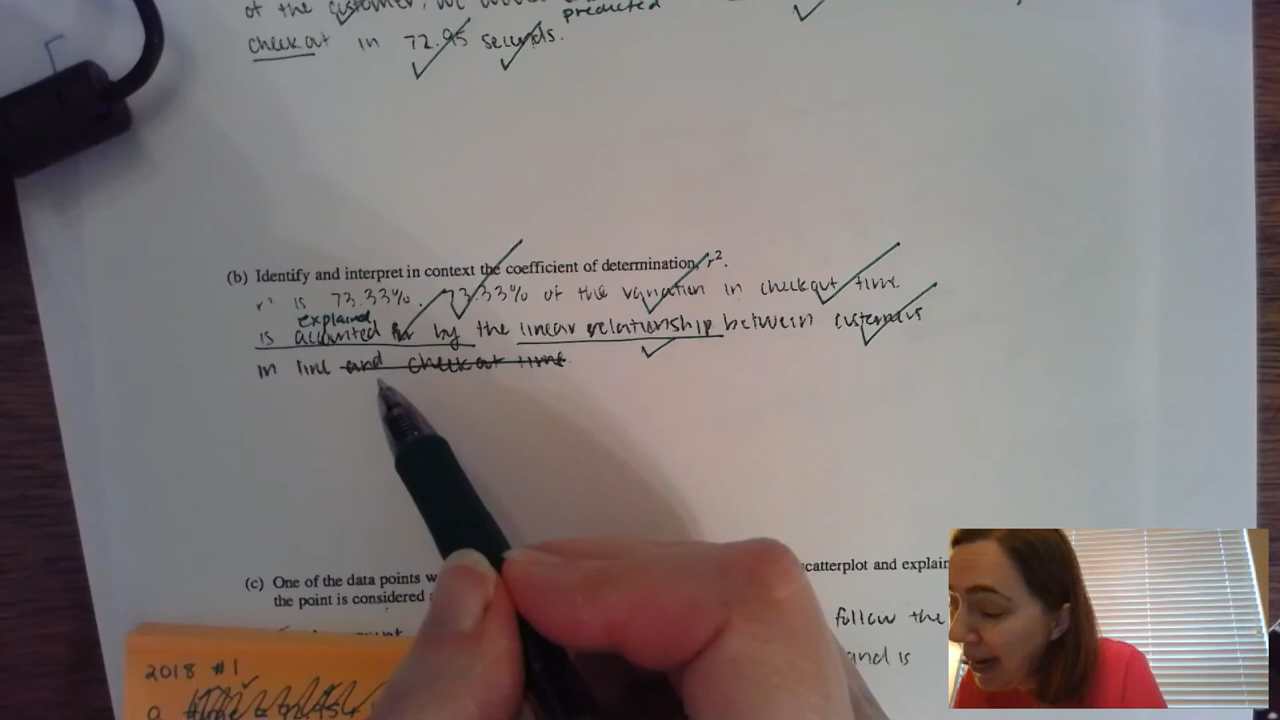 of the customer, we would
predicted
check out in 72.95 seconds.
(b) Identify and interpret in context the coefficient of determination, r².
r² is 73.33%. 73.33% of the variation in checkout time
explained
is accounted for by the linear relationship between customers
in line and checkout time
(c) One of the data points w
catterplot and explain
the point is considered
follow the
and is
2018 #1
a